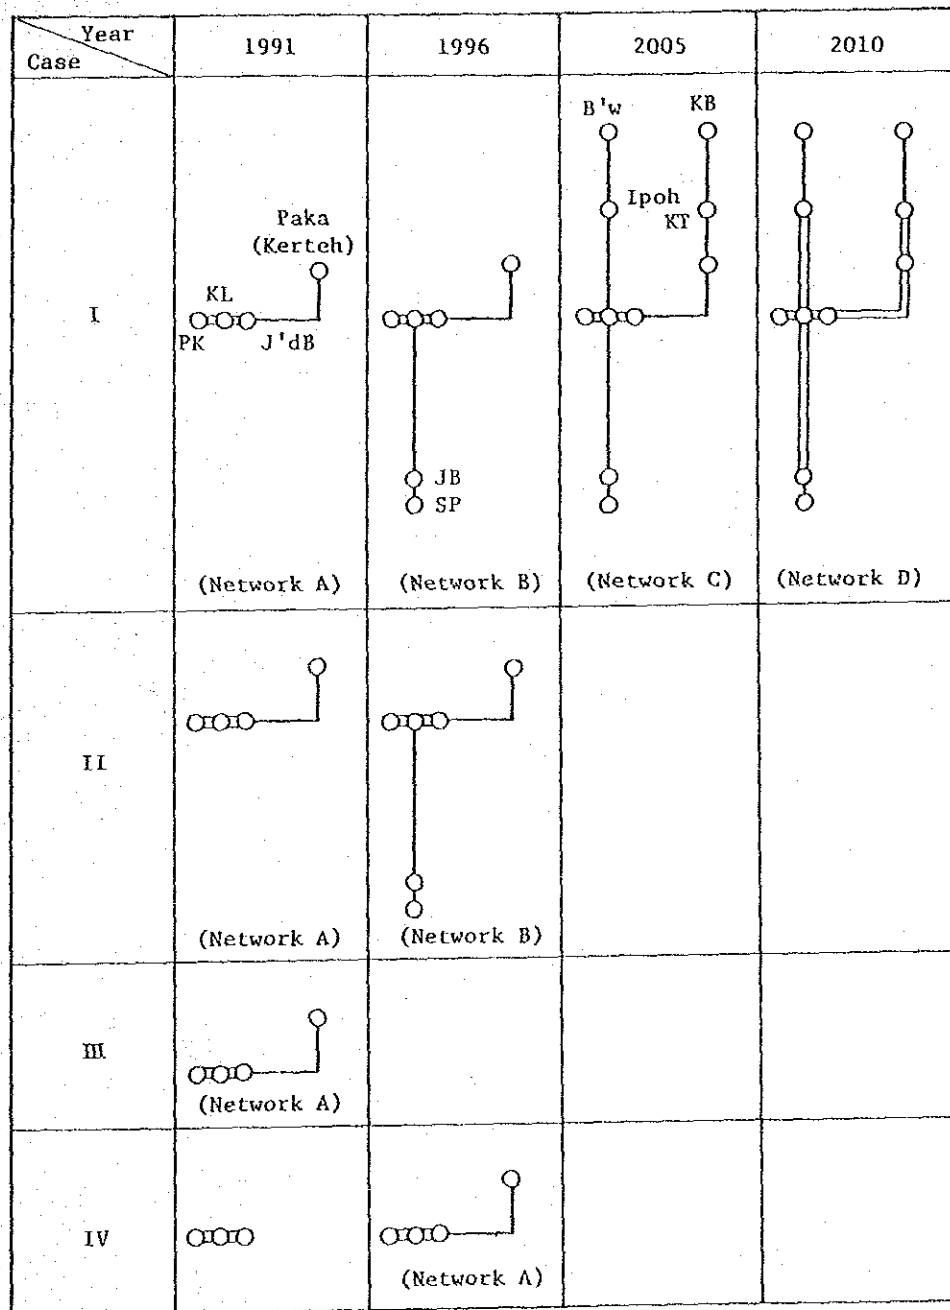 Year
Case
1991
1996
2005
2010
I
Paka
(Kerteh)
KL
PK
J'dB
(Network A)
JB
SP
(Network B)
B'w
KB
Ipoh
KT
(Network C)
(Network D)
II
(Network A)
(Network B)
III
(Network A)
IV
(Network A)